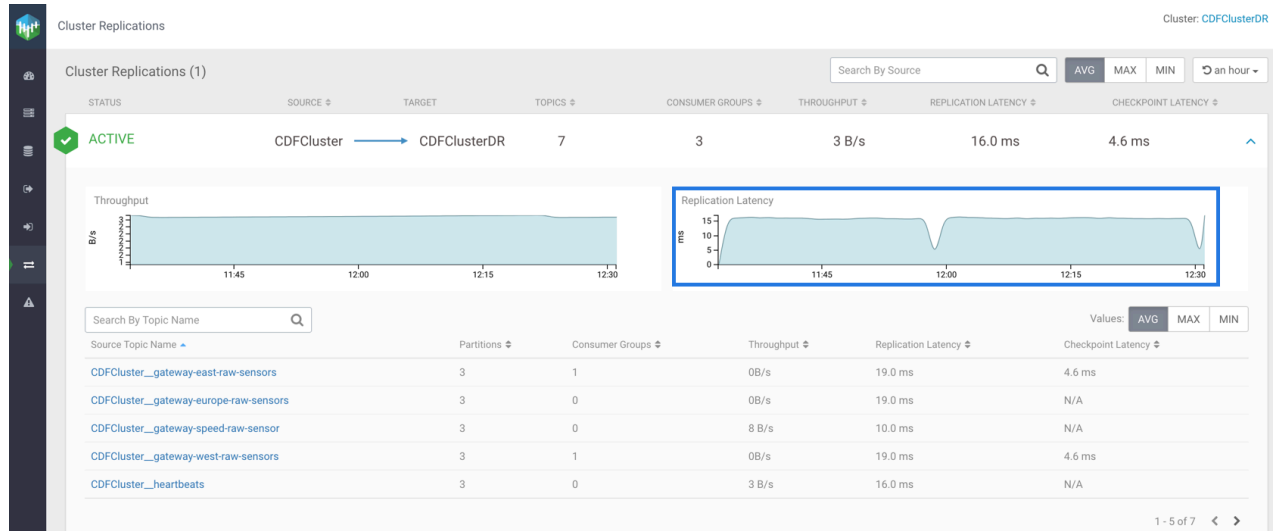 Cluster Replications
Cluster: CDFClusterDR
Cluster Replications (1)
Search By Source
AVG MAX MIN
an hour
STATUS SOURCE TARGET TOPICS CONSUMER GROUPS THROUGHPUT REPLICATION LATENCY CHECKPOINT LATENCY
ACTIVE CDFCluster CDFClusterDR 7 3 3 B/s 16.0 ms 4.6 ms
Throughput
B/s
3
2
2
2
2
1
11:45 12:00 12:15 12:30
Replication Latency
ms
15
10
5
0
11:45 12:00 12:15 12:30
Search By Topic Name
Values: AVG MAX MIN
Source Topic Name Partitions Consumer Groups Throughput Replication Latency Checkpoint Latency
CDFCluster__gateway-east-raw-sensors 3 1 0B/s 19.0 ms 4.6 ms
CDFCluster__gateway-europe-raw-sensors 3 0 0B/s 19.0 ms N/A
CDFCluster__gateway-speed-raw-sensor 3 0 8 B/s 10.0 ms N/A
CDFCluster__gateway-west-raw-sensors 3 1 0B/s 19.0 ms 4.6 ms
CDFCluster__heartbeats 3 0 3 B/s 16.0 ms N/A
1 - 5 of 7